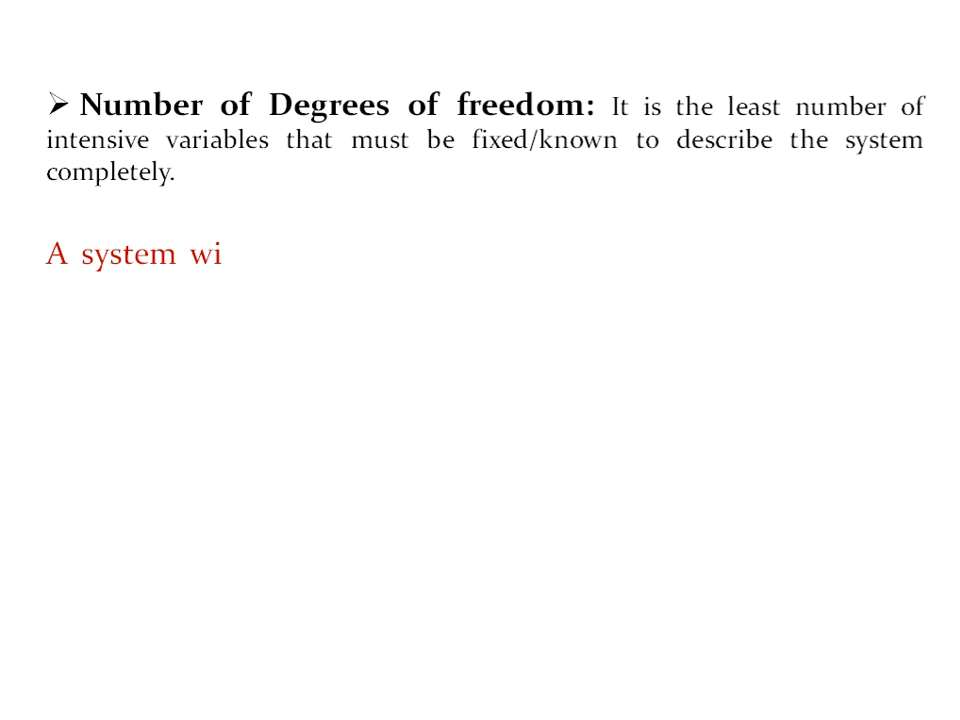 ➢ Number of Degrees of freedom: It is the least number of
intensive variables that must be fixed/known to describe the system
completely.
A system wi